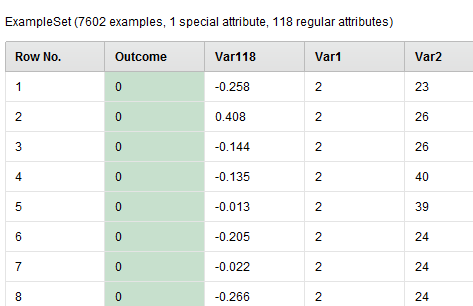 ExampleSet (7602 examples, 1 special attribute, 118 regular attributes)
Row No. Outcome Var118 Var1 Var2
1 0 -0.258 2 23
2 0 0.408 2 26
3 0 -0.144 2 26
4 0 -0.135 2 40
5 0 -0.013 2 39
6 0 -0.205 2 24
7 0 -0.022 2 24
8 0 -0.266 2 24